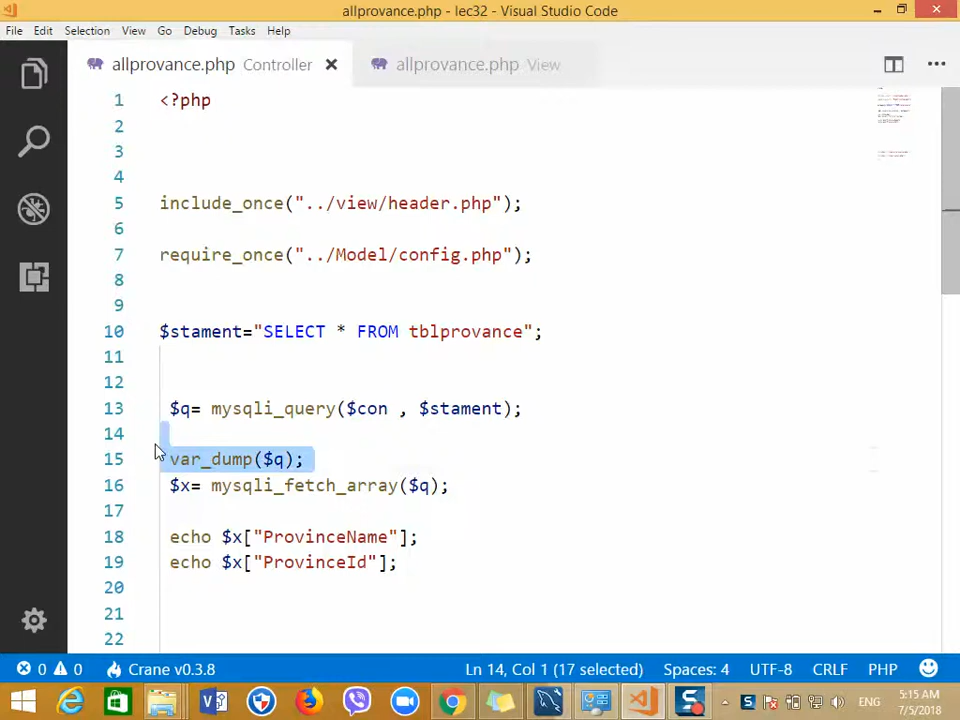 allprovance.php - lec32 - Visual Studio Code
File Edit Selection View Go Debug Tasks Help
allprovance.php Controller allprovance.php View
1 <?php
2
3
4
5 include_once("../view/header.php");
6
7 require_once("../Model/config.php");
8
9
10 $stament="SELECT * FROM tblprovance";
11
12
13 $q= mysqli_query($con , $stament);
14
15 var_dump($q);
16 $x= mysqli_fetch_array($q);
17
18 echo $x["ProvinceName"];
19 echo $x["ProvinceId"];
20
21
22
0 0 Crane v0.3.8 Ln 14, Col 1 (17 selected) Spaces: 4 UTF-8 CRLF PHP
ENG 5:15 AM
7/5/2018